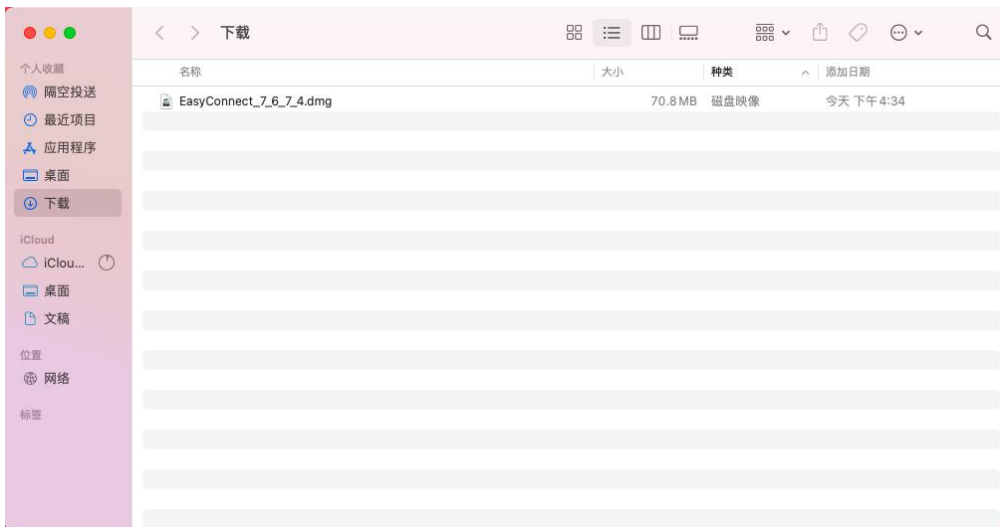 下载
个人收藏
隔空投送
最近项目
应用程序
桌面
下载
iCloud
iClou...
桌面
文稿
位置
网络
标签
名称 大小 种类 添加日期
EasyConnect_7_6_7_4.dmg 70.8 MB 磁盘映像 今天 下午4:34